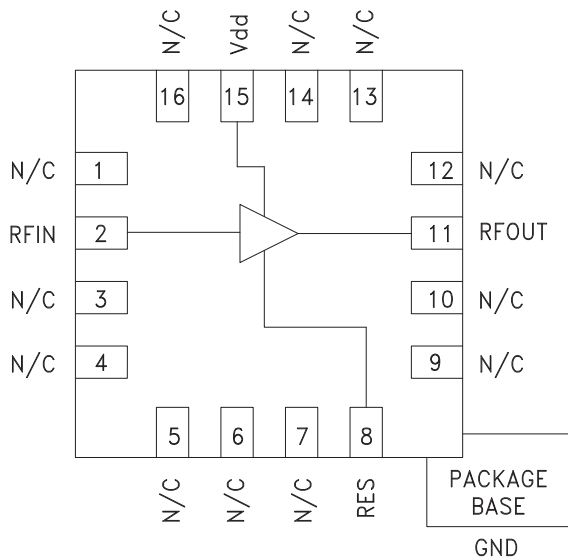 N/C
Vdd
N/C
N/C
16
15
14
13
N/C
1
12
N/C
RFIN
2
11
RFOUT
N/C
3
10
N/C
N/C
4
9
N/C
5
6
7
8
N/C
N/C
N/C
RES
PACKAGE
BASE
GND